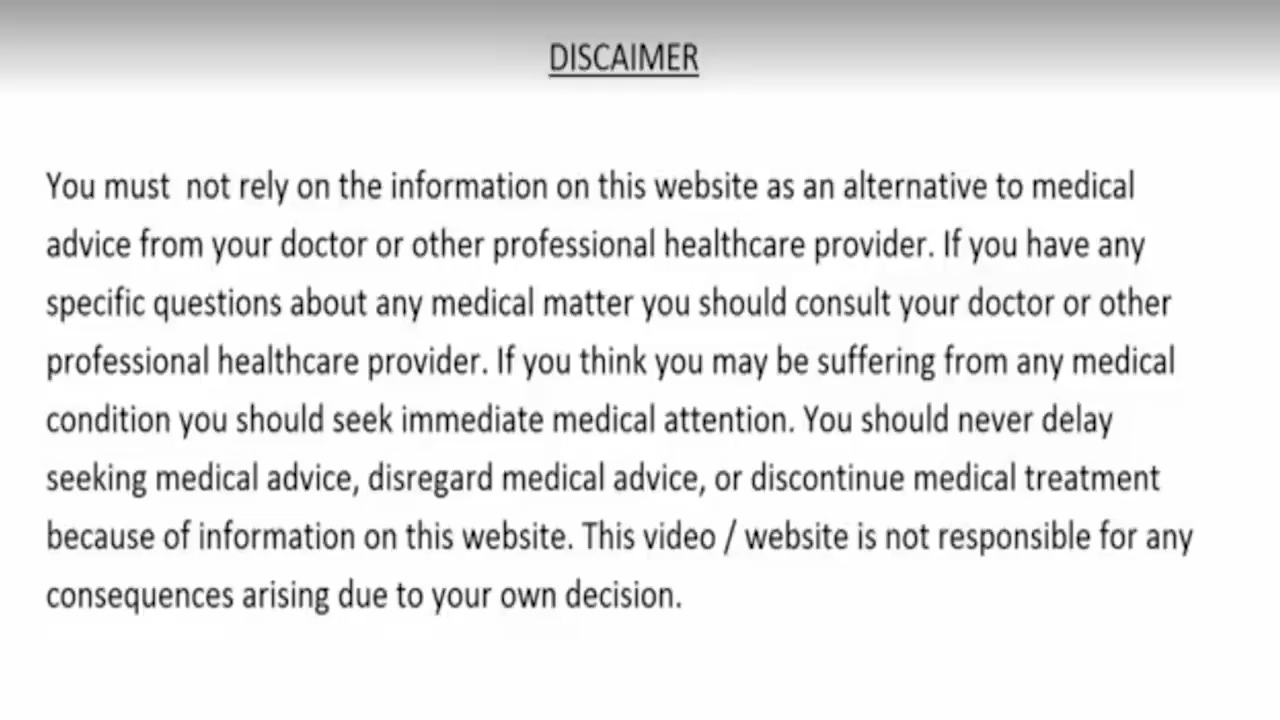 DISCAIMER
You must  not rely on the information on this website as an alternative to medical
advice from your doctor or other professional healthcare provider. If you have any
specific questions about any medical matter you should consult your doctor or other
professional healthcare provider. If you think you may be suffering from any medical
condition you should seek immediate medical attention. You should never delay
seeking medical advice, disregard medical advice, or discontinue medical treatment
because of information on this website. This video / website is not responsible for any
consequences arising due to your own decision.